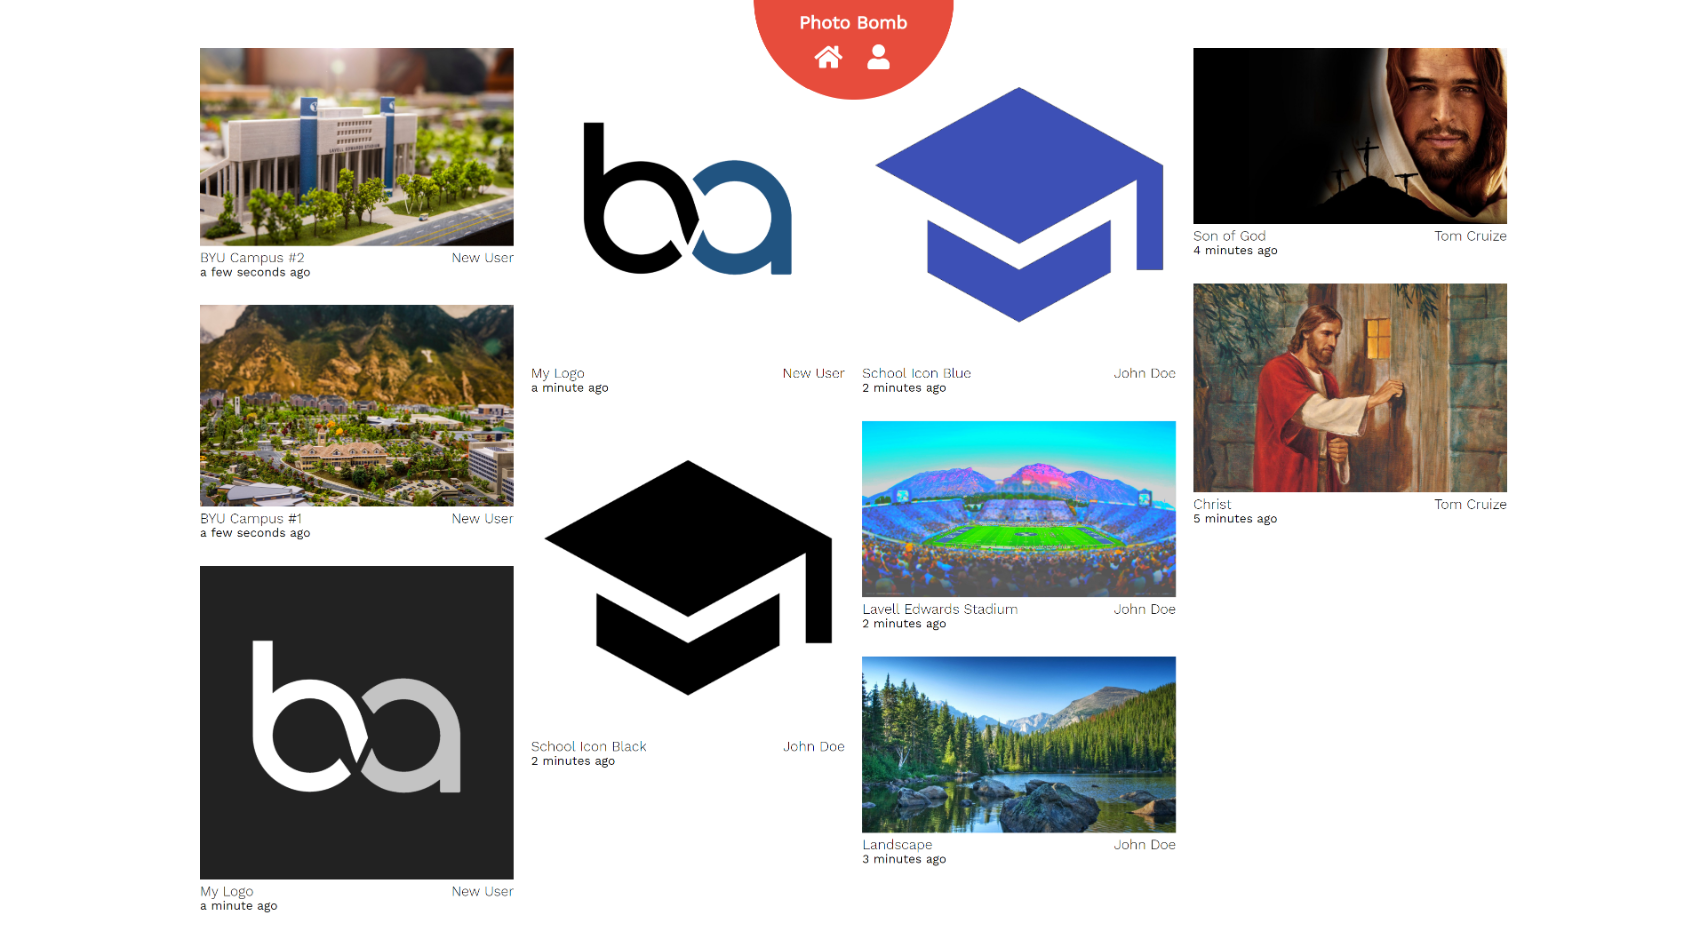 Photo Bomb
BYU Campus #2 New User
a few seconds ago
BYU Campus #1 New User
a few seconds ago
ba
My Logo New User
a minute ago
ba
My Logo New User
a minute ago
School Icon Black John Doe
2 minutes ago
School Icon Blue John Doe
2 minutes ago
Lavell Edwards Stadium John Doe
2 minutes ago
Landscape John Doe
3 minutes ago
Son of God Tom Cruize
4 minutes ago
Christ Tom Cruize
5 minutes ago